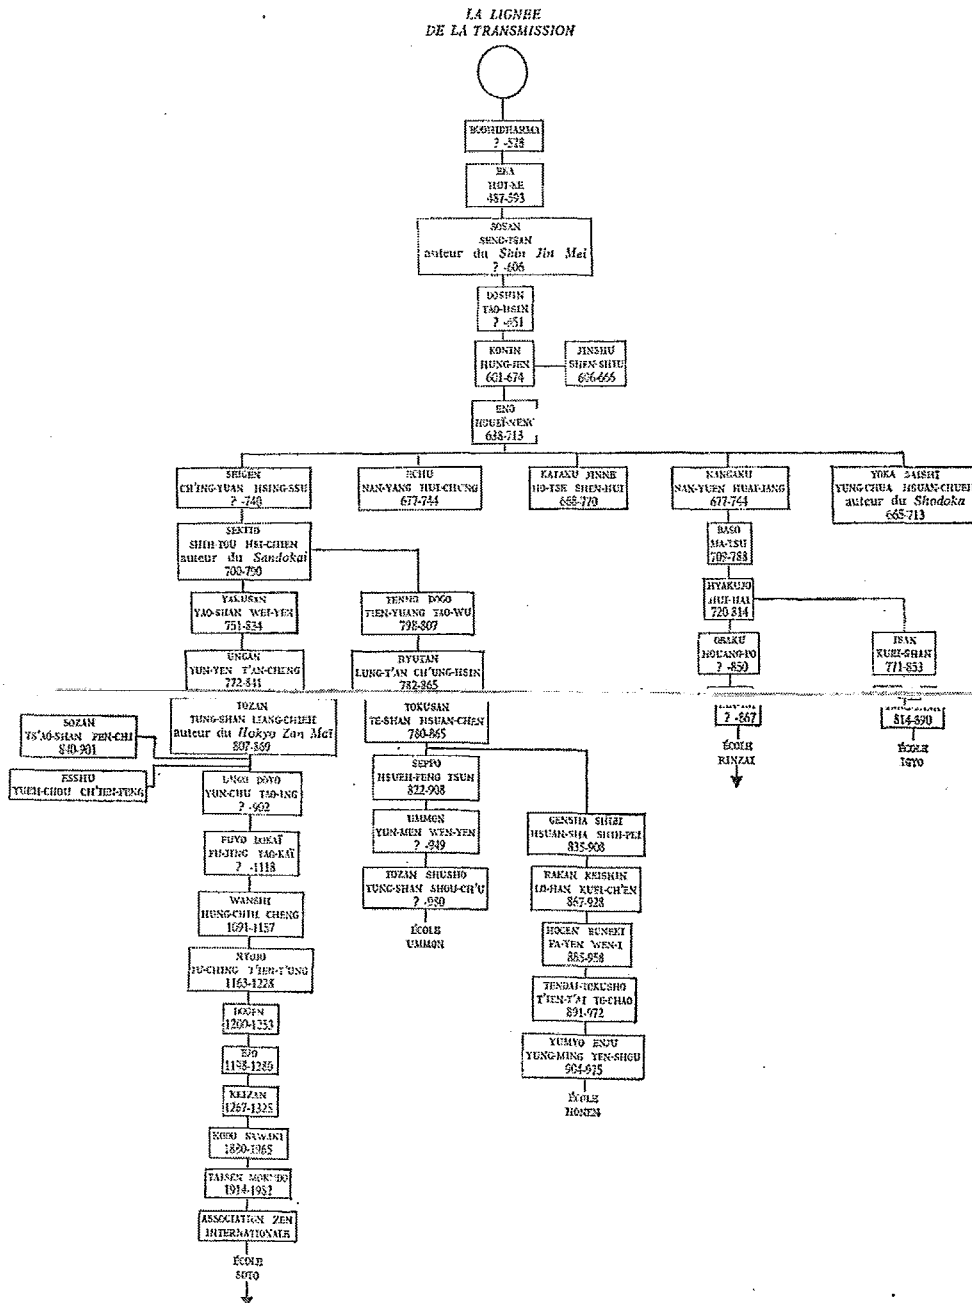 LA LIGNEE
DE LA TRANSMISSION
BODHIDHARMA
? -528
EKA
HUI-KE
487-593
SOSAN
SENG-TSAN
auteur du Shin Jin Mei
? -606
DOSHIN
TAO-HSIN
? -651
KONIN
HUNG-JEN
601-674
JINSHU
SHEN-SHIU
606-666
ENO
638-713
SEIGEN
CH'ING-YUAN HSING-SSU
? -740
ECHU
NAN-YANG HUI-CHUNG
677-744
KATAKU JINNE
HO-TSE SHEN-HUI
668-770
NANGAKU
NAN-YUEN HUAI-JANG
677-744
YOKA DAISHI
YUNG-CHIA HSUAN-CHUEH
auteur du Shodoka
665-713
SEKITO
SHIH-TOU HSI-CHIEN
auteur du Sandokai
700-790
BASO
MA-TSU
709-788
YAKUSAN
YAO-SHAN WEI-YEN
751-834
TENNO DOGO
TIEN-YUANG TAO-WU
798-807
HYAKUJO
HUI-HAI
720-814
UNGAN
YUN-YEN T'AN-CHENG
772-841
RYUTAN
LUNG-T'AN CH'UNG-HSIN
782-865
OBAKU
HOUANG-PO
? -850
ISAN
KUEI-SHAN
771-853
SOZAN
TS'AO-SHAN PEN-CHI
840-901
TOZAN
TUNG-SHAN LIANG-CHIEH
auteur du Hokyo Zan Maï
807-869
TOKUSAN
TE-SHAN HSUAN-CHEN
780-865
? -867
ÉCOLE
RINZAI
814-890
ÉCOLE
IGYO
ESSHU
YUEH-CHOU CH'IEN-FENG
UNGO DOYO
YUN-CHU TAO-ING
? -902
SEPPO
HSUEH-FENG TSUN
822-908
FUYO DOKAÏ
FU-JUNG TAO-KAÏ
? -1118
UMMON
YUN-MEN WEN-YEN
? -949
GENSHA SHIBI
HSUAN-SHA SHIH-PEI
835-908
WANSHI
HUNG-CHIH CHENG
1091-1157
TOZAN SHUSHO
TUNG-SHAN SHOU-CH'U
? -980
ÉCOLE
UMMON
RAKAN KEISHIN
LO-HAN KUEI-CH'EN
867-928
NYOJO
JU-CHING T'IEN-T'UNG
1163-1228
HOGEN BUNEKI
FA-YEN WEN-I
885-958
DOGEN
1200-1253
TENDAI-TOKUSHO
T'IEN-T'AI TE-CHAO
891-972
EJO
1198-1280
YUMYO ENJU
YUNG-MING YEN-SHOU
904-975
KEIZAN
1267-1325
ÉCOLE
HONEN
KODO SAWAKI
1880-1965
TAISEN MOKUDO
1914-1982
ASSOCIATION ZEN
INTERNATIONALE
ÉCOLE
SOTO